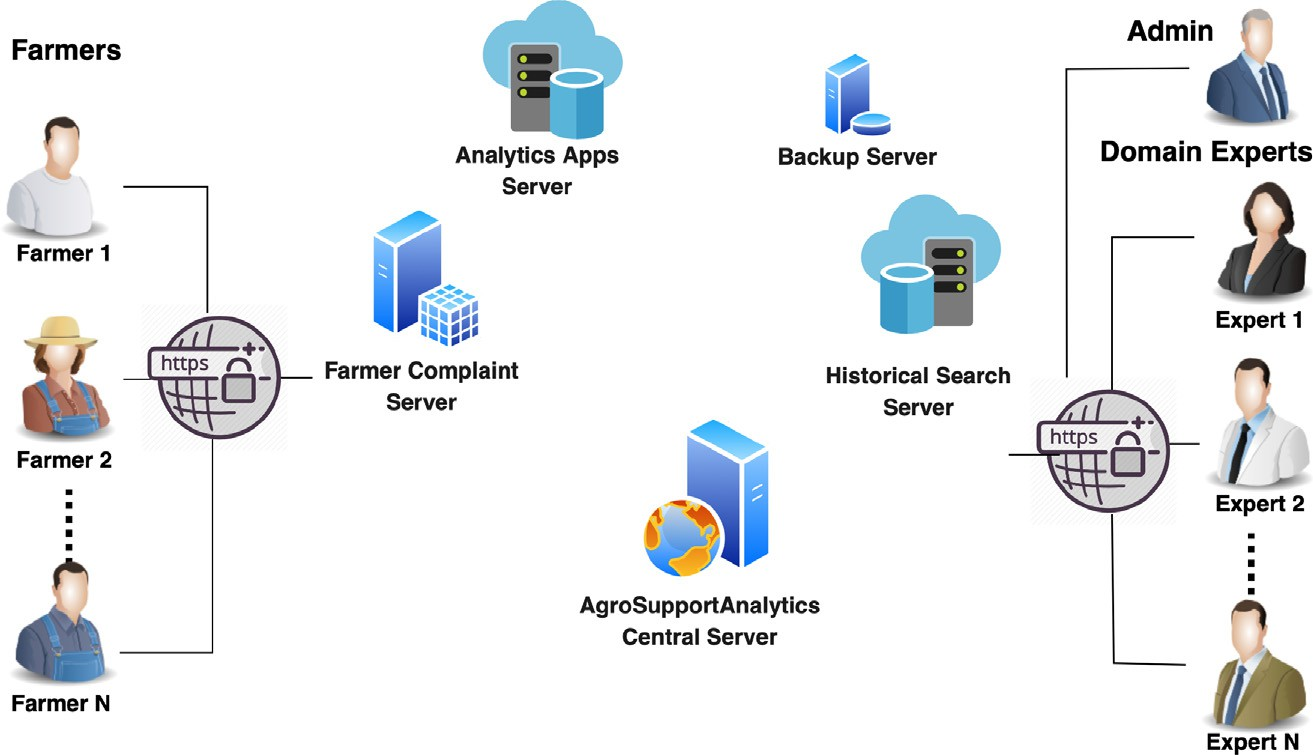 Farmers
Farmer 1
Farmer 2
Farmer N
https
Analytics Apps
Server
Farmer Complaint
Server
Backup Server
Historical Search
Server
AgroSupportAnalytics
Central Server
https
Admin
Domain Experts
Expert 1
Expert 2
Expert N